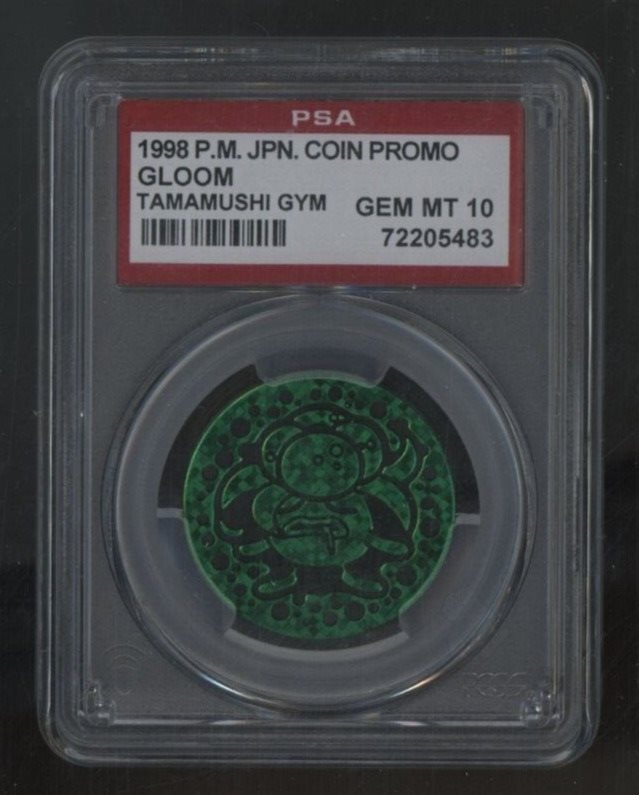 PSA
1998 P.M. JPN. COIN PROMO
GLOOM
TAMAMUSHI GYM GEM MT 10
72205483